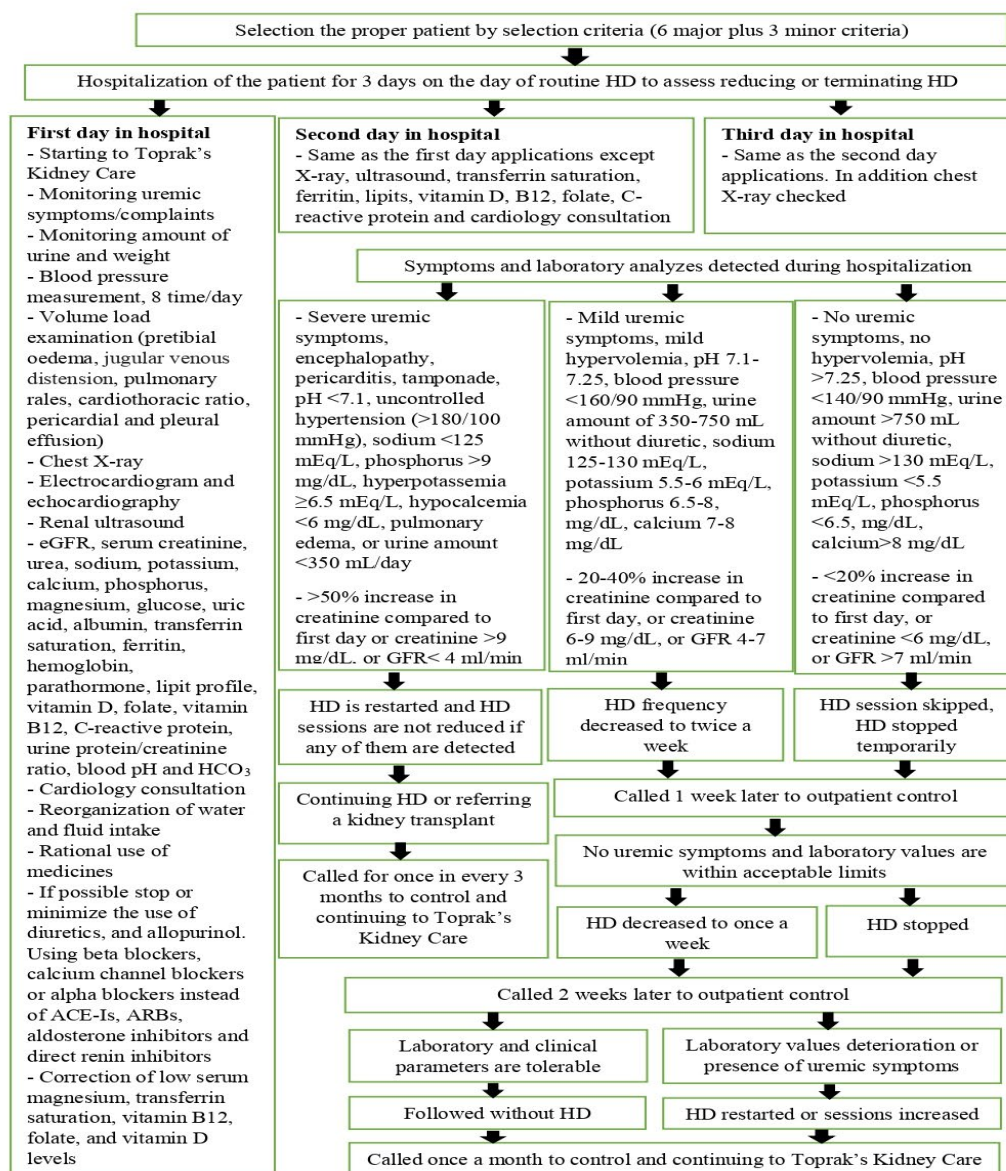 Selection the proper patient by selection criteria (6 major plus 3 minor criteria)
Hospitalization of the patient for 3 days on the day of routine HD to assess reducing or terminating HD
First day in hospital
- Starting to Toprak's
Kidney Care
- Monitoring uremic
symptoms/complaints
- Monitoring amount of
urine and weight
- Blood pressure
measurement, 8 time/day
- Volume load
examination (pretibial
oedema, jugular venous
distension, pulmonary
rales, cardiothoracic ratio,
pericardial and pleural
effusion)
- Chest X-ray
- Electrocardiogram and
echocardiography
- Renal ultrasound
- eGFR, serum creatinine,
urea, sodium, potassium,
calcium, phosphorus,
magnesium, glucose, uric
acid, albumin, transferrin
saturation, ferritin,
hemoglobin,
parathormone, lipit profile,
vitamin D, folate, vitamin
B12, C-reactive protein,
urine protein/creatinine
ratio, blood pH and HCO₃
- Cardiology consultation
- Reorganization of water
and fluid intake
- Rational use of
medicines
- If possible stop or
minimize the use of
diuretics, and allopurinol.
Using beta blockers,
calcium channel blockers
or alpha blockers instead
of ACE-Is, ARBs,
aldosterone inhibitors and
direct renin inhibitors
- Correction of low serum
magnesium, transferrin
saturation, vitamin B12,
folate, and vitamin D
levels
Second day in hospital
- Same as the first day applications except
X-ray, ultrasound, transferrin saturation,
ferritin, lipits, vitamin D, B12, folate, C-
reactive protein and cardiology consultation
Third day in hospital
- Same as the second day
applications. In addition chest
X-ray checked
Symptoms and laboratory analyzes detected during hospitalization
- Severe uremic
symptoms,
encephalopathy,
pericarditis, tamponade,
pH <7.1, uncontrolled
hypertension (>180/100
mmHg), sodium <125
mEq/L, phosphorus >9
mg/dL, hyperpotassemia
≥6.5 mEq/L, hypocalcemia
<6 mg/dL, pulmonary
edema, or urine amount
<350 mL/day
- >50% increase in
creatinine compared to
first day or creatinine >9
mg/dL. or GFR< 4 ml/min
- Mild uremic
symptoms, mild
hypervolemia, pH 7.1-
7.25, blood pressure
<160/90 mmHg, urine
amount of 350-750 mL
without diuretic, sodium
125-130 mEq/L,
potassium 5.5-6 mEq/L,
phosphorus 6.5-8,
mg/dL, calcium 7-8
mg/dL
- 20-40% increase in
creatinine compared to
first day, or creatinine
6-9 mg/dL, or GFR 4-7
ml/min
- No uremic
symptoms, no
hypervolemia, pH
>7.25, blood pressure
<140/90 mmHg, urine
amount >750 mL
without diuretic,
sodium >130 mEq/L,
potassium <5.5
mEq/L, phosphorus
<6.5, mg/dL,
calcium>8 mg/dL
- <20% increase in
creatinine compared
to first day, or
creatinine <6 mg/dL,
or GFR >7 ml/min
HD is restarted and HD
sessions are not reduced if
any of them are detected
HD frequency
decreased to twice a
week
HD session skipped,
HD stopped
temporarily
Continuing HD or referring
a kidney transplant
Called 1 week later to outpatient control
Called for once in every 3
months to control and
continuing to Toprak's
Kidney Care
No uremic symptoms and laboratory values are
within acceptable limits
HD decreased to once a
week
HD stopped
Called 2 weeks later to outpatient control
Laboratory and clinical
parameters are tolerable
Laboratory values deterioration or
presence of uremic symptoms
Followed without HD
HD restarted or sessions increased
Called once a month to control and continuing to Toprak's Kidney Care